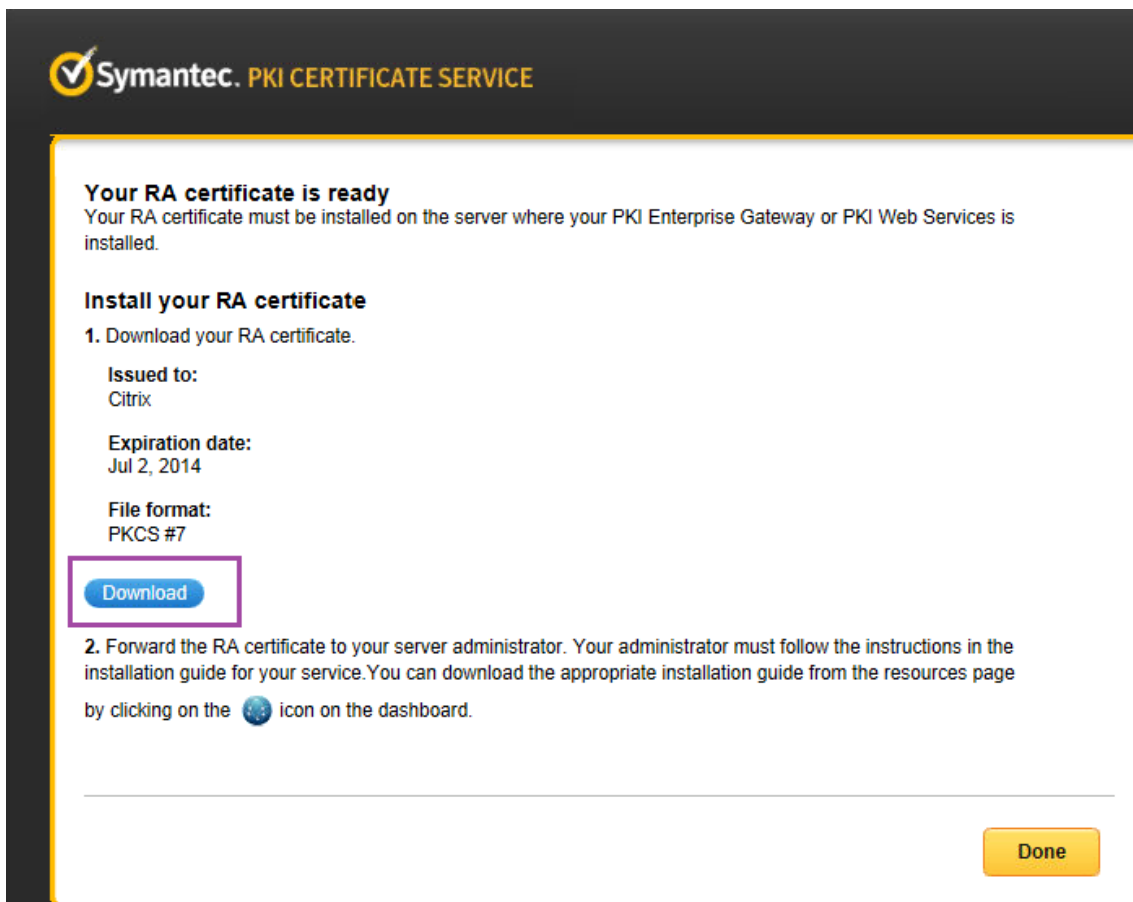 Symantec. PKI CERTIFICATE SERVICE
Your RA certificate is ready
Your RA certificate must be installed on the server where your PKI Enterprise Gateway or PKI Web Services is
installed.
Install your RA certificate
1. Download your RA certificate.
Issued to:
Citrix
Expiration date:
Jul 2, 2014
File format:
PKCS #7
Download
2. Forward the RA certificate to your server administrator. Your administrator must follow the instructions in the
installation guide for your service.You can download the appropriate installation guide from the resources page
by clicking on the icon on the dashboard.
Done